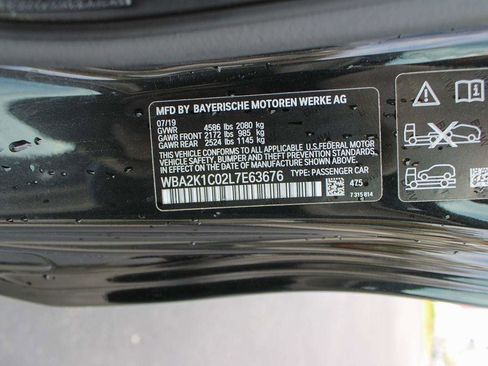 MFD BY BAYERISCHE MOTOREN WERKE AG
07/19
GVWR 4586 lbs 2080 kg
GAWR FRONT 2172 lbs 985 kg
GAWR REAR 2524 lbs 1145 kg
THIS VEHICLE CONFORMS TO ALL APPLICABLE U.S. FEDERAL MOTOR
VEHICLE SAFETY, BUMPER, AND THEFT PREVENTION STANDARDS
IN EFFECT ON THE DATE OF MANUFACTURE SHOWN ABOVE.
WBA2K1C02L7E63676 TYPE: PASSENGER CAR
475
7 315 814